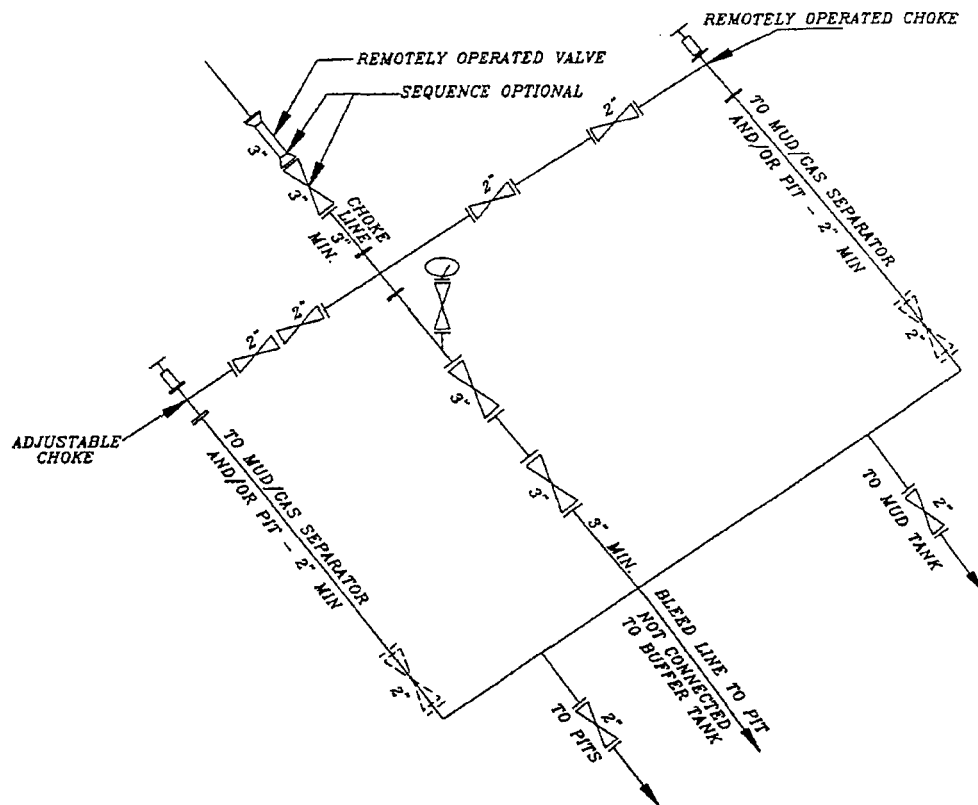 REMOTELY OPERATED CHOKE
REMOTELY OPERATED VALVE
SEQUENCE OPTIONAL
3"
3"
CHOKE
LINE
3"
MIN.
2"
2"
TO MUD/GAS SEPARATOR
AND/OR PIT - 2" MIN
2"
2"
2"
3"
3"
3" MIN.
ADJUSTABLE
CHOKE
TO MUD/GAS SEPARATOR
AND/OR PIT - 2" MIN
2"
2"
TO MUD TANK
BLEED LINE TO PIT
NOT CONNECTED
TO BUFFER TANK
2"
TO PITS